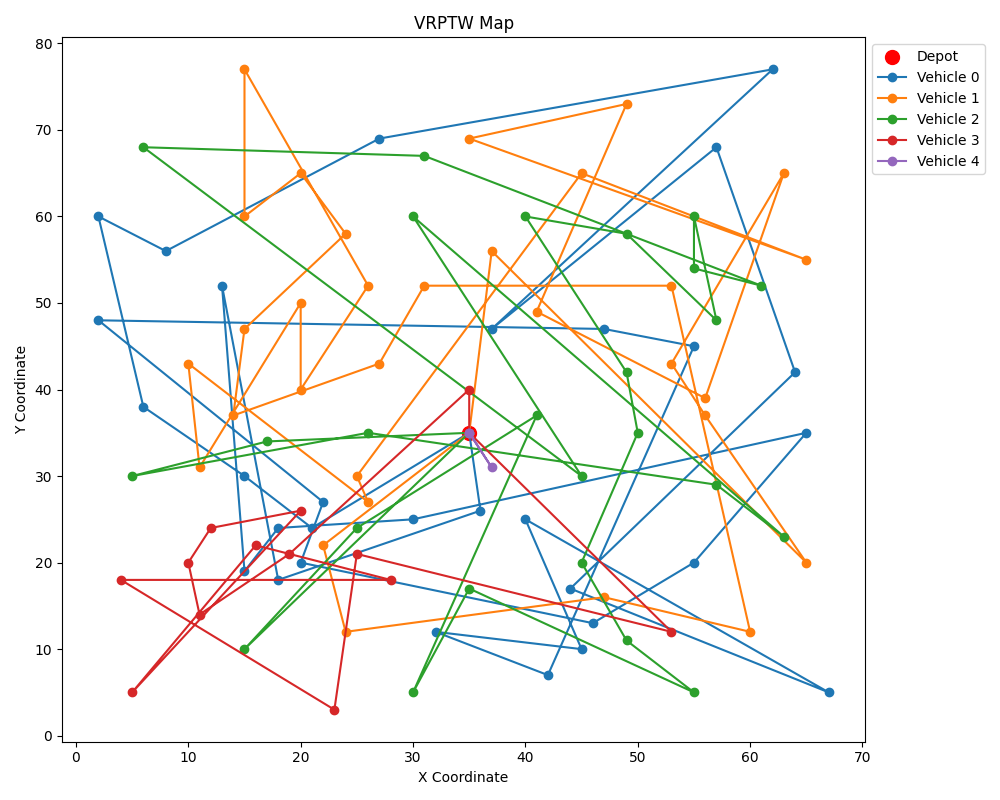 VRPTW Map
Depot
Vehicle 0
Vehicle 1
Vehicle 2
Vehicle 3
Vehicle 4
80
70
60
50
40
30
20
10
0
Y Coordinate
0 10 20 30 40 50 60 70
X Coordinate